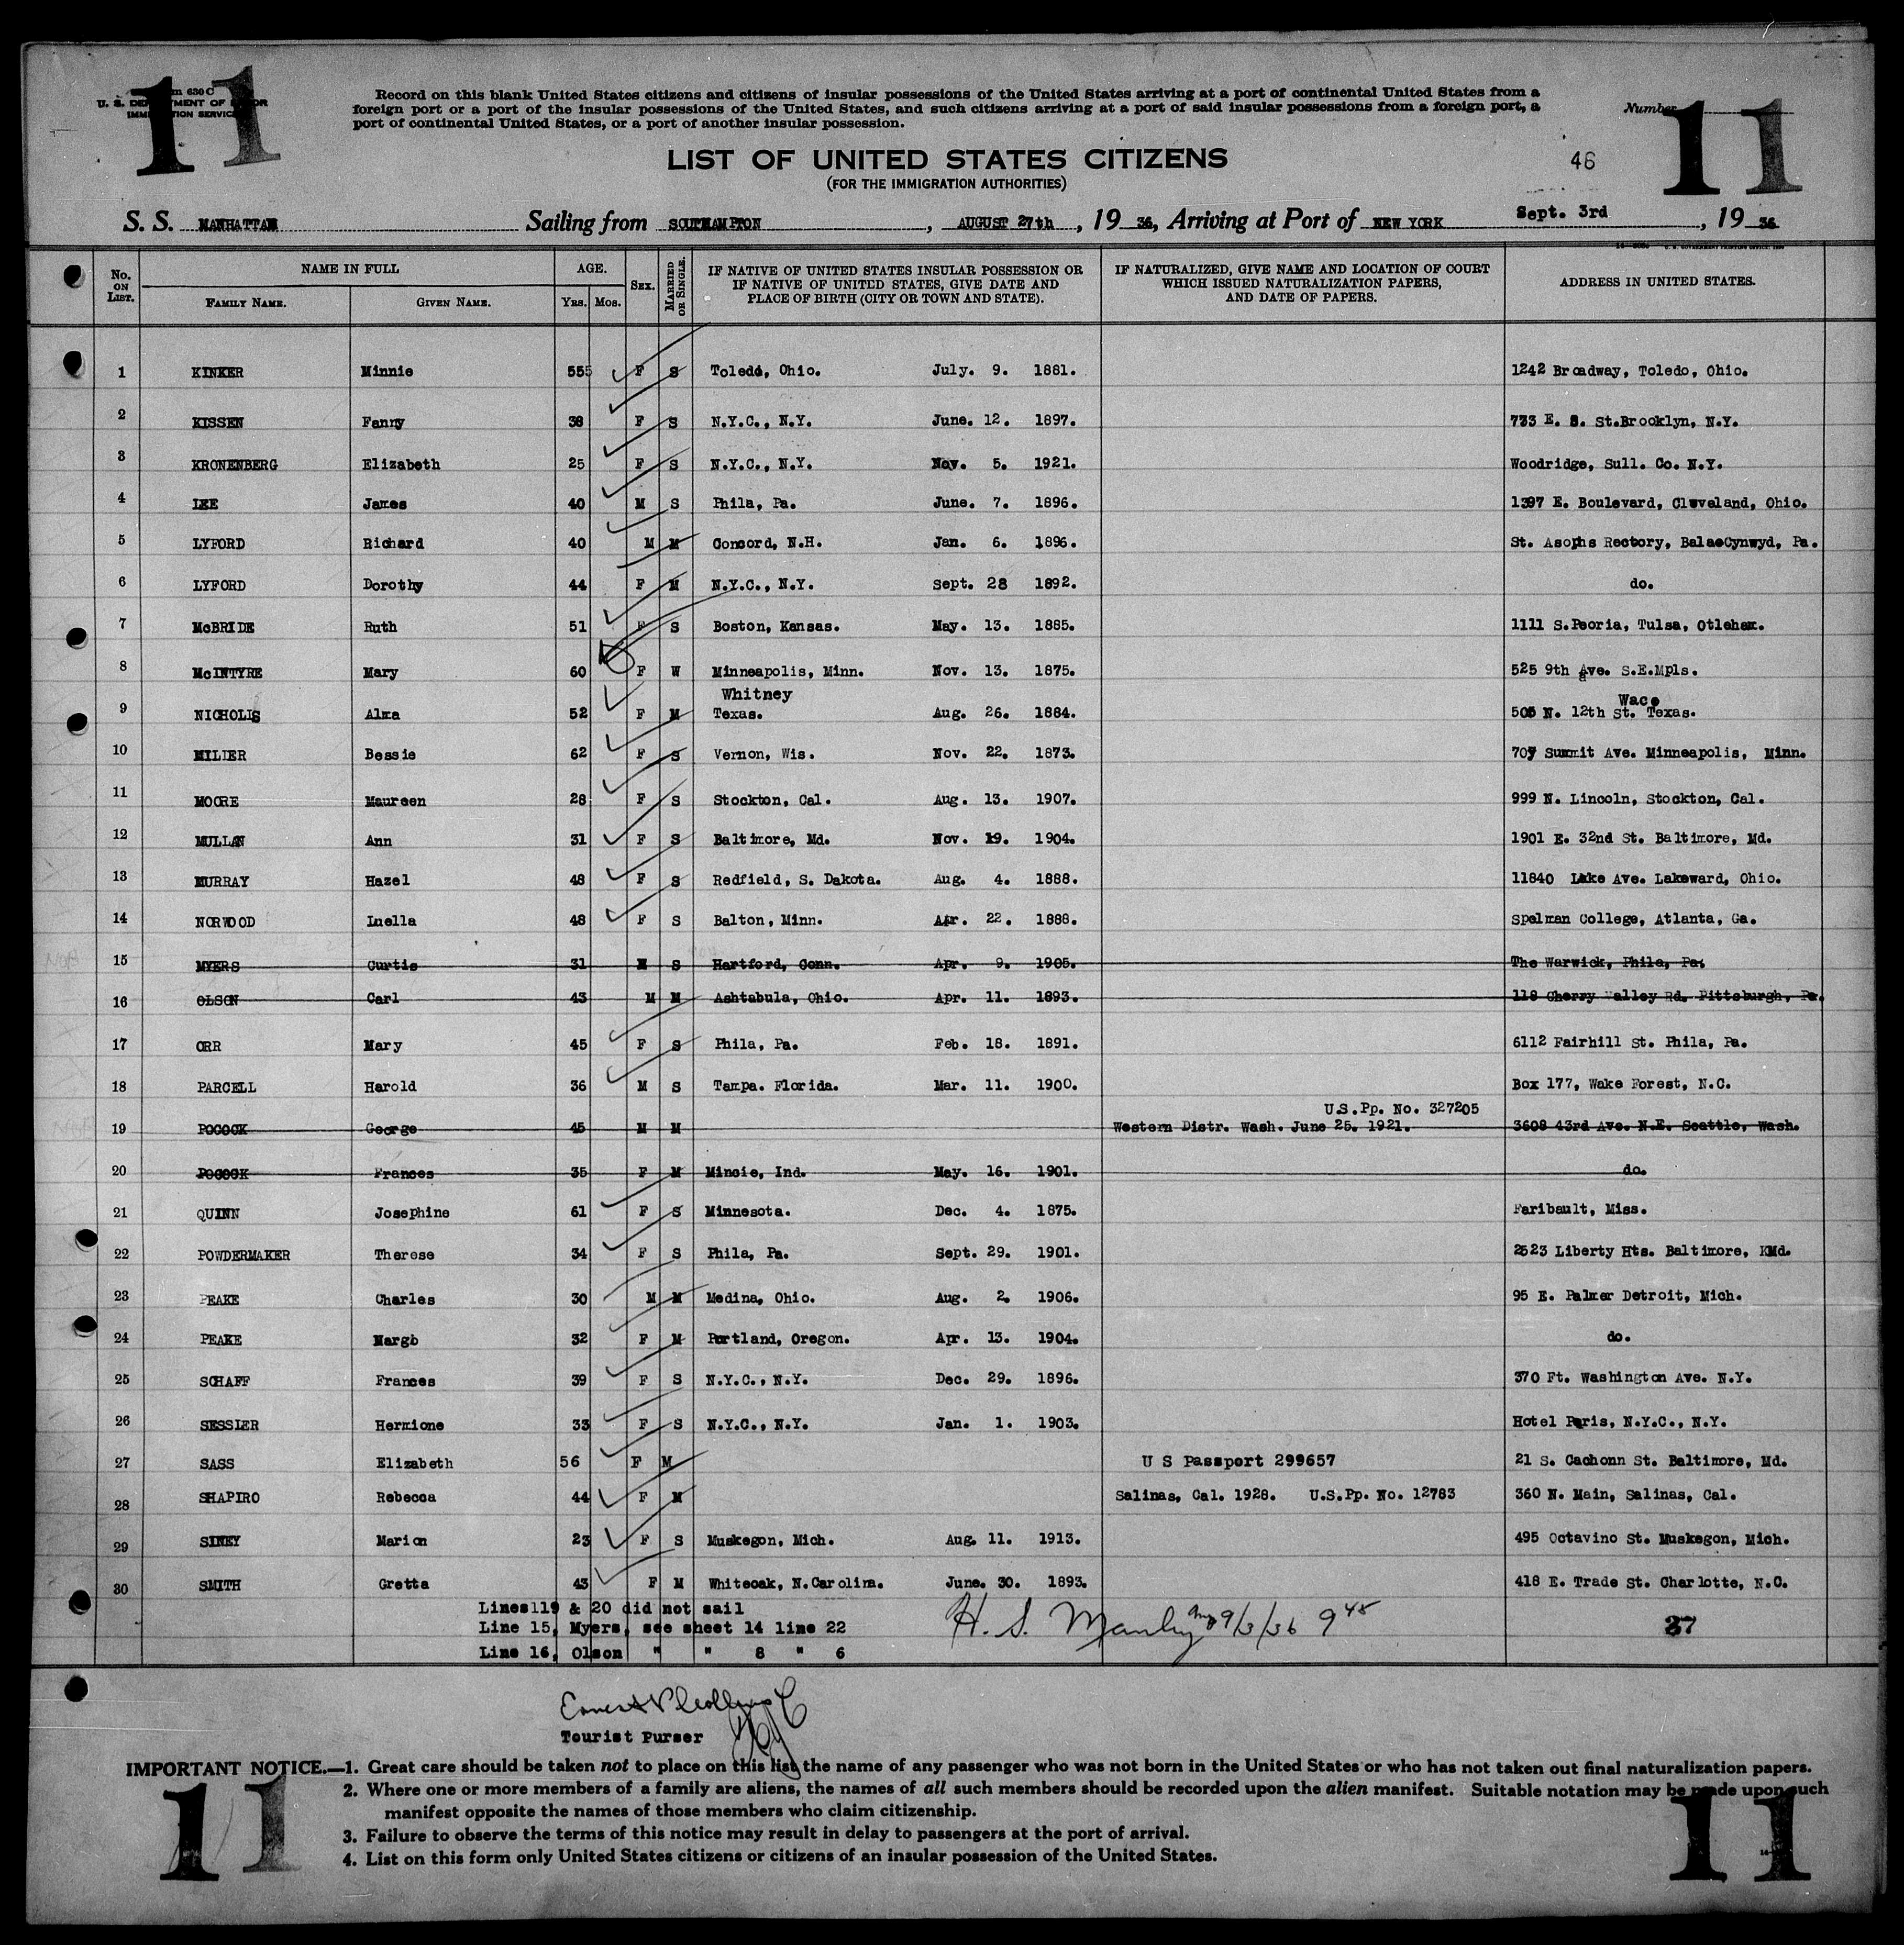 11 11
Form 630 C
U. S. DEPARTMENT OF LABOR
IMMIGRATION SERVICE
Record on this blank United States citizens and citizens of insular possessions of the United States arriving at a port of continental United States from a
foreign port or a port of the insular possessions of the United States, and such citizens arriving at a port of said insular possessions from a foreign port, a
port of continental United States, or a port of another insular possession.
Number
LIST OF UNITED STATES CITIZENS
(FOR THE IMMIGRATION AUTHORITIES)
46
S. S. MANHATTAN Sailing from SOUTHAMPTON, AUGUST 27th, 19 36, Arriving at Port of NEW YORK Sept. 3rd, 19 36
No. ON LIST. NAME IN FULL AGE. SEX. MARRIED OR SINGLE. IF NATIVE OF UNITED STATES INSULAR POSSESSION OR IF NATIVE OF UNITED STATES, GIVE DATE AND PLACE OF BIRTH (CITY OR TOWN AND STATE). IF NATURALIZED, GIVE NAME AND LOCATION OF COURT WHICH ISSUED NATURALIZATION PAPERS, AND DATE OF PAPERS. ADDRESS IN UNITED STATES.
FAMILY NAME. GIVEN NAME. YRS. MOS.
1 KINKER Minnie 555 F S Toledo, Ohio. July. 9. 1881. 1242 Broadway, Toledo, Ohio.
2 KISSEN Fanny 38 F S N.Y.C., N.Y. June. 12. 1897. 733 E. 8. St.Brooklyn, N.Y.
3 KRONENBERG Elizabeth 25 F S N.Y.C., N.Y. Nov. 5. 1921. Woodridge, Sull. Co. N.Y.
4 LEE James 40 M S Phila, Pa. June. 7. 1896. 1397 E. Boulevard, Cleveland, Ohio.
5 LYFORD Richard 40 M M Concord, N.H. Jan. 6. 1896. St. Asophs Rectory, BalaeCynwyd, Pa.
6 LYFORD Dorothy 44 F M N.Y.C., N.Y. Sept. 28 1892. do.
7 McBRIDE Ruth 51 F S Boston, Kansas. May. 13. 1885. 1111 S.Peoria, Tulsa, Otlehax.
8 McINTYRE Mary 60 F W Minneapolis, Minn. Nov. 13. 1875. 525 9th Ave. S.E.Mpls.
Whitney Waco
9 NICHOLIS Alma 52 F M Texas. Aug. 26. 1884. 505 N. 12th St. Texas.
10 MILLER Bessie 62 F S Vernon, Wis. Nov. 22. 1873. 707 Summit Ave. Minneapolis, Minn.
11 MOORE Maureen 28 F S Stockton, Cal. Aug. 13. 1907. 999 N. Lincoln, Stockton, Cal.
12 MULLAN Ann 31 F S Baltimore, Md. Nov. 19. 1904. 1901 E. 32nd St. Baltimore, Md.
13 MURRAY Hazel 48 F S Redfield, S. Dakota. Aug. 4. 1888. 11840 Lake Ave. Lakeward, Ohio.
14 NORWOOD Luella 48 F S Balton, Minn. Apr. 22. 1888. Spelman College, Atlanta, Ga.
15 MYERS Curtis 31 M S Hartford, Conn. Apr. 9. 1905. The Warwick, Phila, Pa.
16 OLSON Carl 43 M M Ashtabula, Ohio. Apr. 11. 1893. 118 Cherry Valley Rd. Pittsburgh, Pa.
17 ORR Mary 45 F S Phila, Pa. Feb. 18. 1891. 6112 Fairhill St. Phila, Pa.
18 PARCELL Harold 36 M S Tampa. Florida. Mar. 11. 1900. Box 177, Wake Forest, N.C.
U.S.Pp. No. 327205
19 POCOCK George 45 M M Western Distr. Wash. June 25. 1921. 3608 43rd Ave. N.E. Seattle, Wash.
20 POCOCK Frances 35 F M Mincie, Ind. May. 16. 1901. do.
21 QUINN Josephine 61 F S Minnesota. Dec. 4. 1875. Faribault, Miss.
22 POWDERMAKER Therese 34 F S Phila, Pa. Sept. 29. 1901. 2523 Liberty Hts. Baltimore, KMd.
23 PEAKE Charles 30 M M Medina, Ohio. Aug. 2. 1906. 95 E. Palmer Detroit, Mich.
24 PEAKE Margo 32 F M Portland, Oregon. Apr. 13. 1904. do.
25 SCHAFF Frances 39 F S N.Y.C., N.Y. Dec. 29. 1896. 370 Ft. Washington Ave. N.Y.
26 SESSLER Hermione 33 F S N.Y.C., N.Y. Jan. 1. 1903. Hotel Paris, N.Y.C., N.Y.
27 SASS Elizabeth 56 F M U S Passport 299657 21 S. Cachonn St. Baltimore, Md.
28 SHAPIRO Rebecca 44 F M Salinas, Cal. 1928. U.S.Pp. No. 12783 360 N. Main, Salinas, Cal.
29 SINEY Marion 23 F S Muskegon, Mich. Aug. 11. 1913. 495 Octavino St. Muskegon, Mich.
30 SMITH Gretta 43 F M Whiteoak, N.Carolina. June. 30. 1893. 418 E. Trade St. Charlotte, N.C.
Lines119 & 20 did not sail
Line 15, Myers, see sheet 14 line 22
H. S. Manley 9/3/36 9 45
27
Line 16, Olson " " 8 " 6
Tourist Purser
IMPORTANT NOTICE.—1. Great care should be taken not to place on this list the name of any passenger who was not born in the United States or who has not taken out final naturalization papers.
2. Where one or more members of a family are aliens, the names of all such members should be recorded upon the alien manifest. Suitable notation may be made upon such
manifest opposite the names of those members who claim citizenship.
3. Failure to observe the terms of this notice may result in delay to passengers at the port of arrival.
4. List on this form only United States citizens or citizens of an insular possession of the United States.
11 11